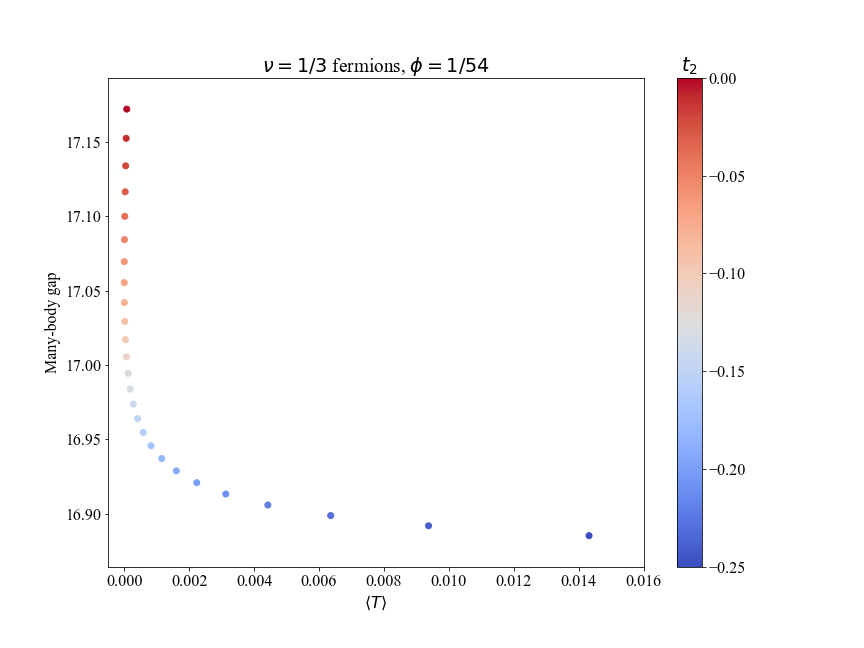 ν = 1/3 fermions, ϕ = 1/54
t₂
Many-body gap
17.15
17.10
17.05
17.00
16.95
16.90
0.000 0.002 0.004 0.006 0.008 0.010 0.012 0.014 0.016
⟨T⟩
0.00
−0.05
−0.10
−0.15
−0.20
−0.25